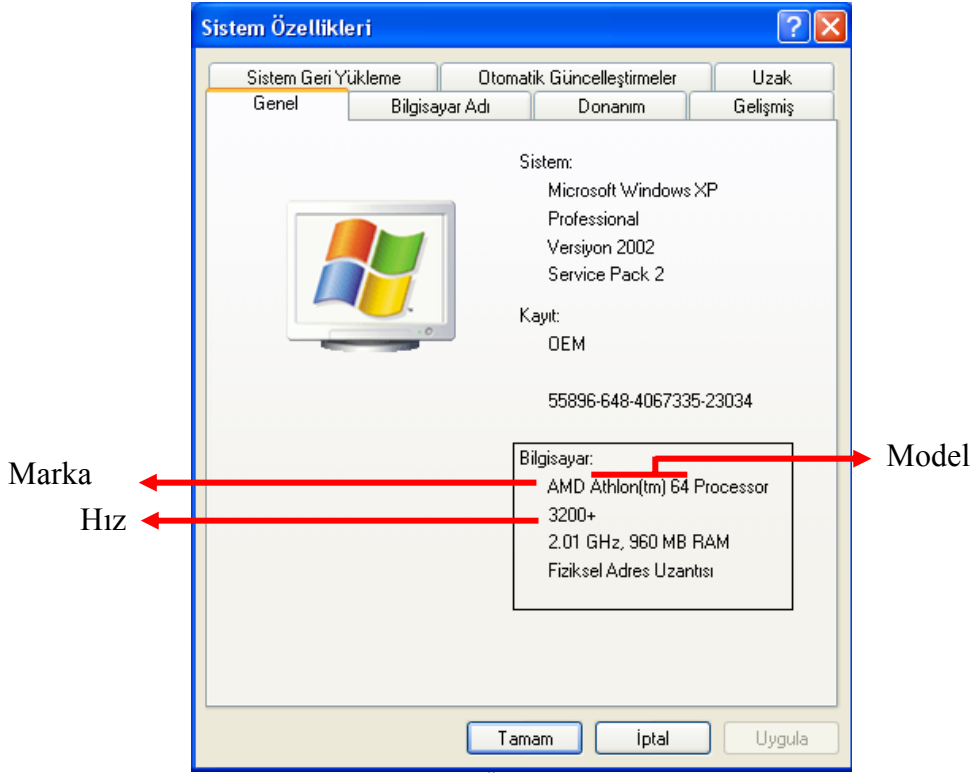 Sistem Özellikleri
Sistem Geri Yükleme Otomatik Güncelleştirmeler Uzak
Genel Bilgisayar Adı Donanım Gelişmiş
Sistem:
Microsoft Windows XP
Professional
Versiyon 2002
Service Pack 2
Kayıt:
OEM
55896-648-4067335-23034
Bilgisayar:
Model
Marka
AMD Athlon(tm) 64 Processor
Hız
3200+
2.01 GHz, 960 MB RAM
Fiziksel Adres Uzantısı
Tamam İptal Uygula